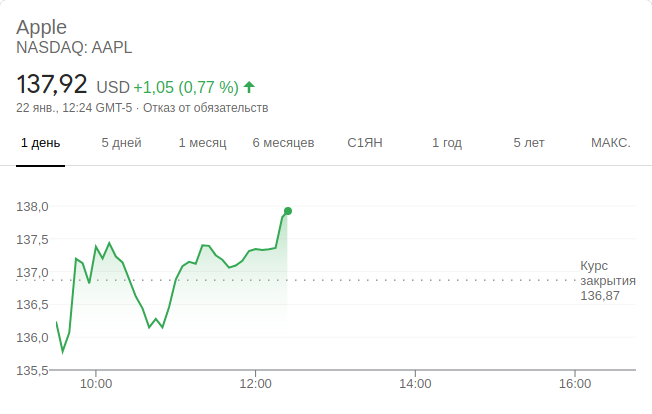 Apple
NASDAQ: AAPL
137,92 USD +1,05 (0,77 %)
22 янв., 12:24 GMT-5 · Отказ от обязательств
1 день 5 дней 1 месяц 6 месяцев С1ЯН 1 год 5 лет МАКС.
138,0
137,5
137,0
136,5
136,0
135,5
Курс
закрытия
136,87
10:00 12:00 14:00 16:00